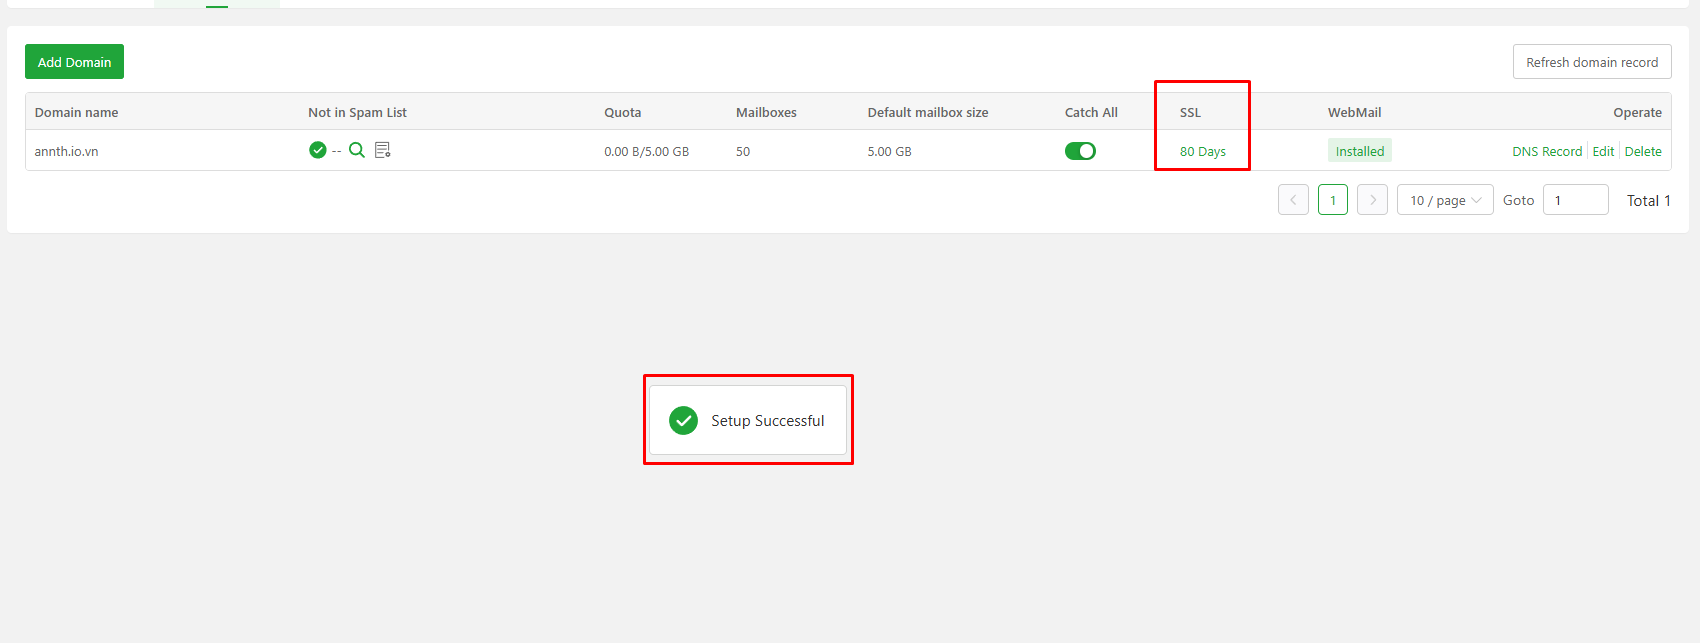 Add Domain
Refresh domain record
Domain name Not in Spam List Quota Mailboxes Default mailbox size Catch All SSL WebMail Operate
annth.io.vn -- 0.00 B/5.00 GB 50 5.00 GB 80 Days Installed DNS Record Edit Delete
1 10 / page Goto 1 Total 1
Setup Successful